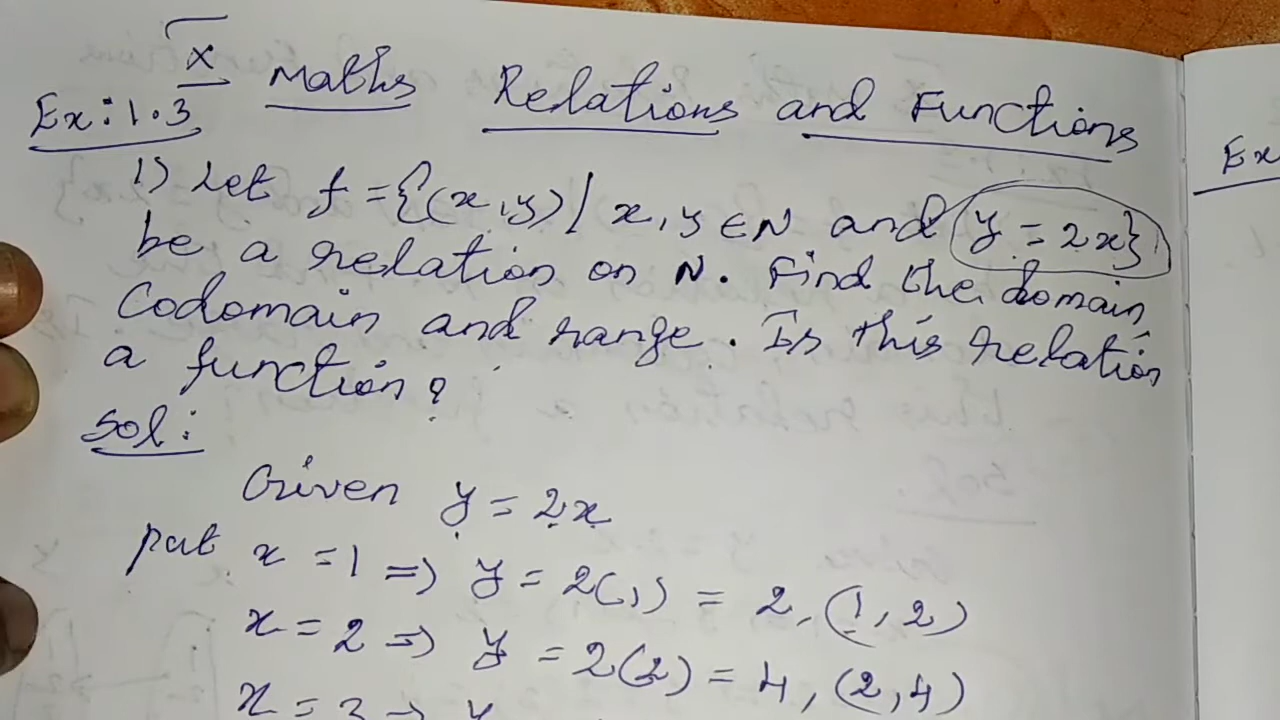 X Maths Relations and Functions
Ex: 1.3
1) Let f = {(x,y) / x,y ∈ N and y = 2x}
be a relation on N. Find the domain,
Codomain and range. Is this relation
a function?
Sol:
Given y = 2x
put x = 1 => y = 2(1) = 2, (1,2)
x = 2 => y = 2(2) = 4, (2,4)
x = 3 => y
Ex